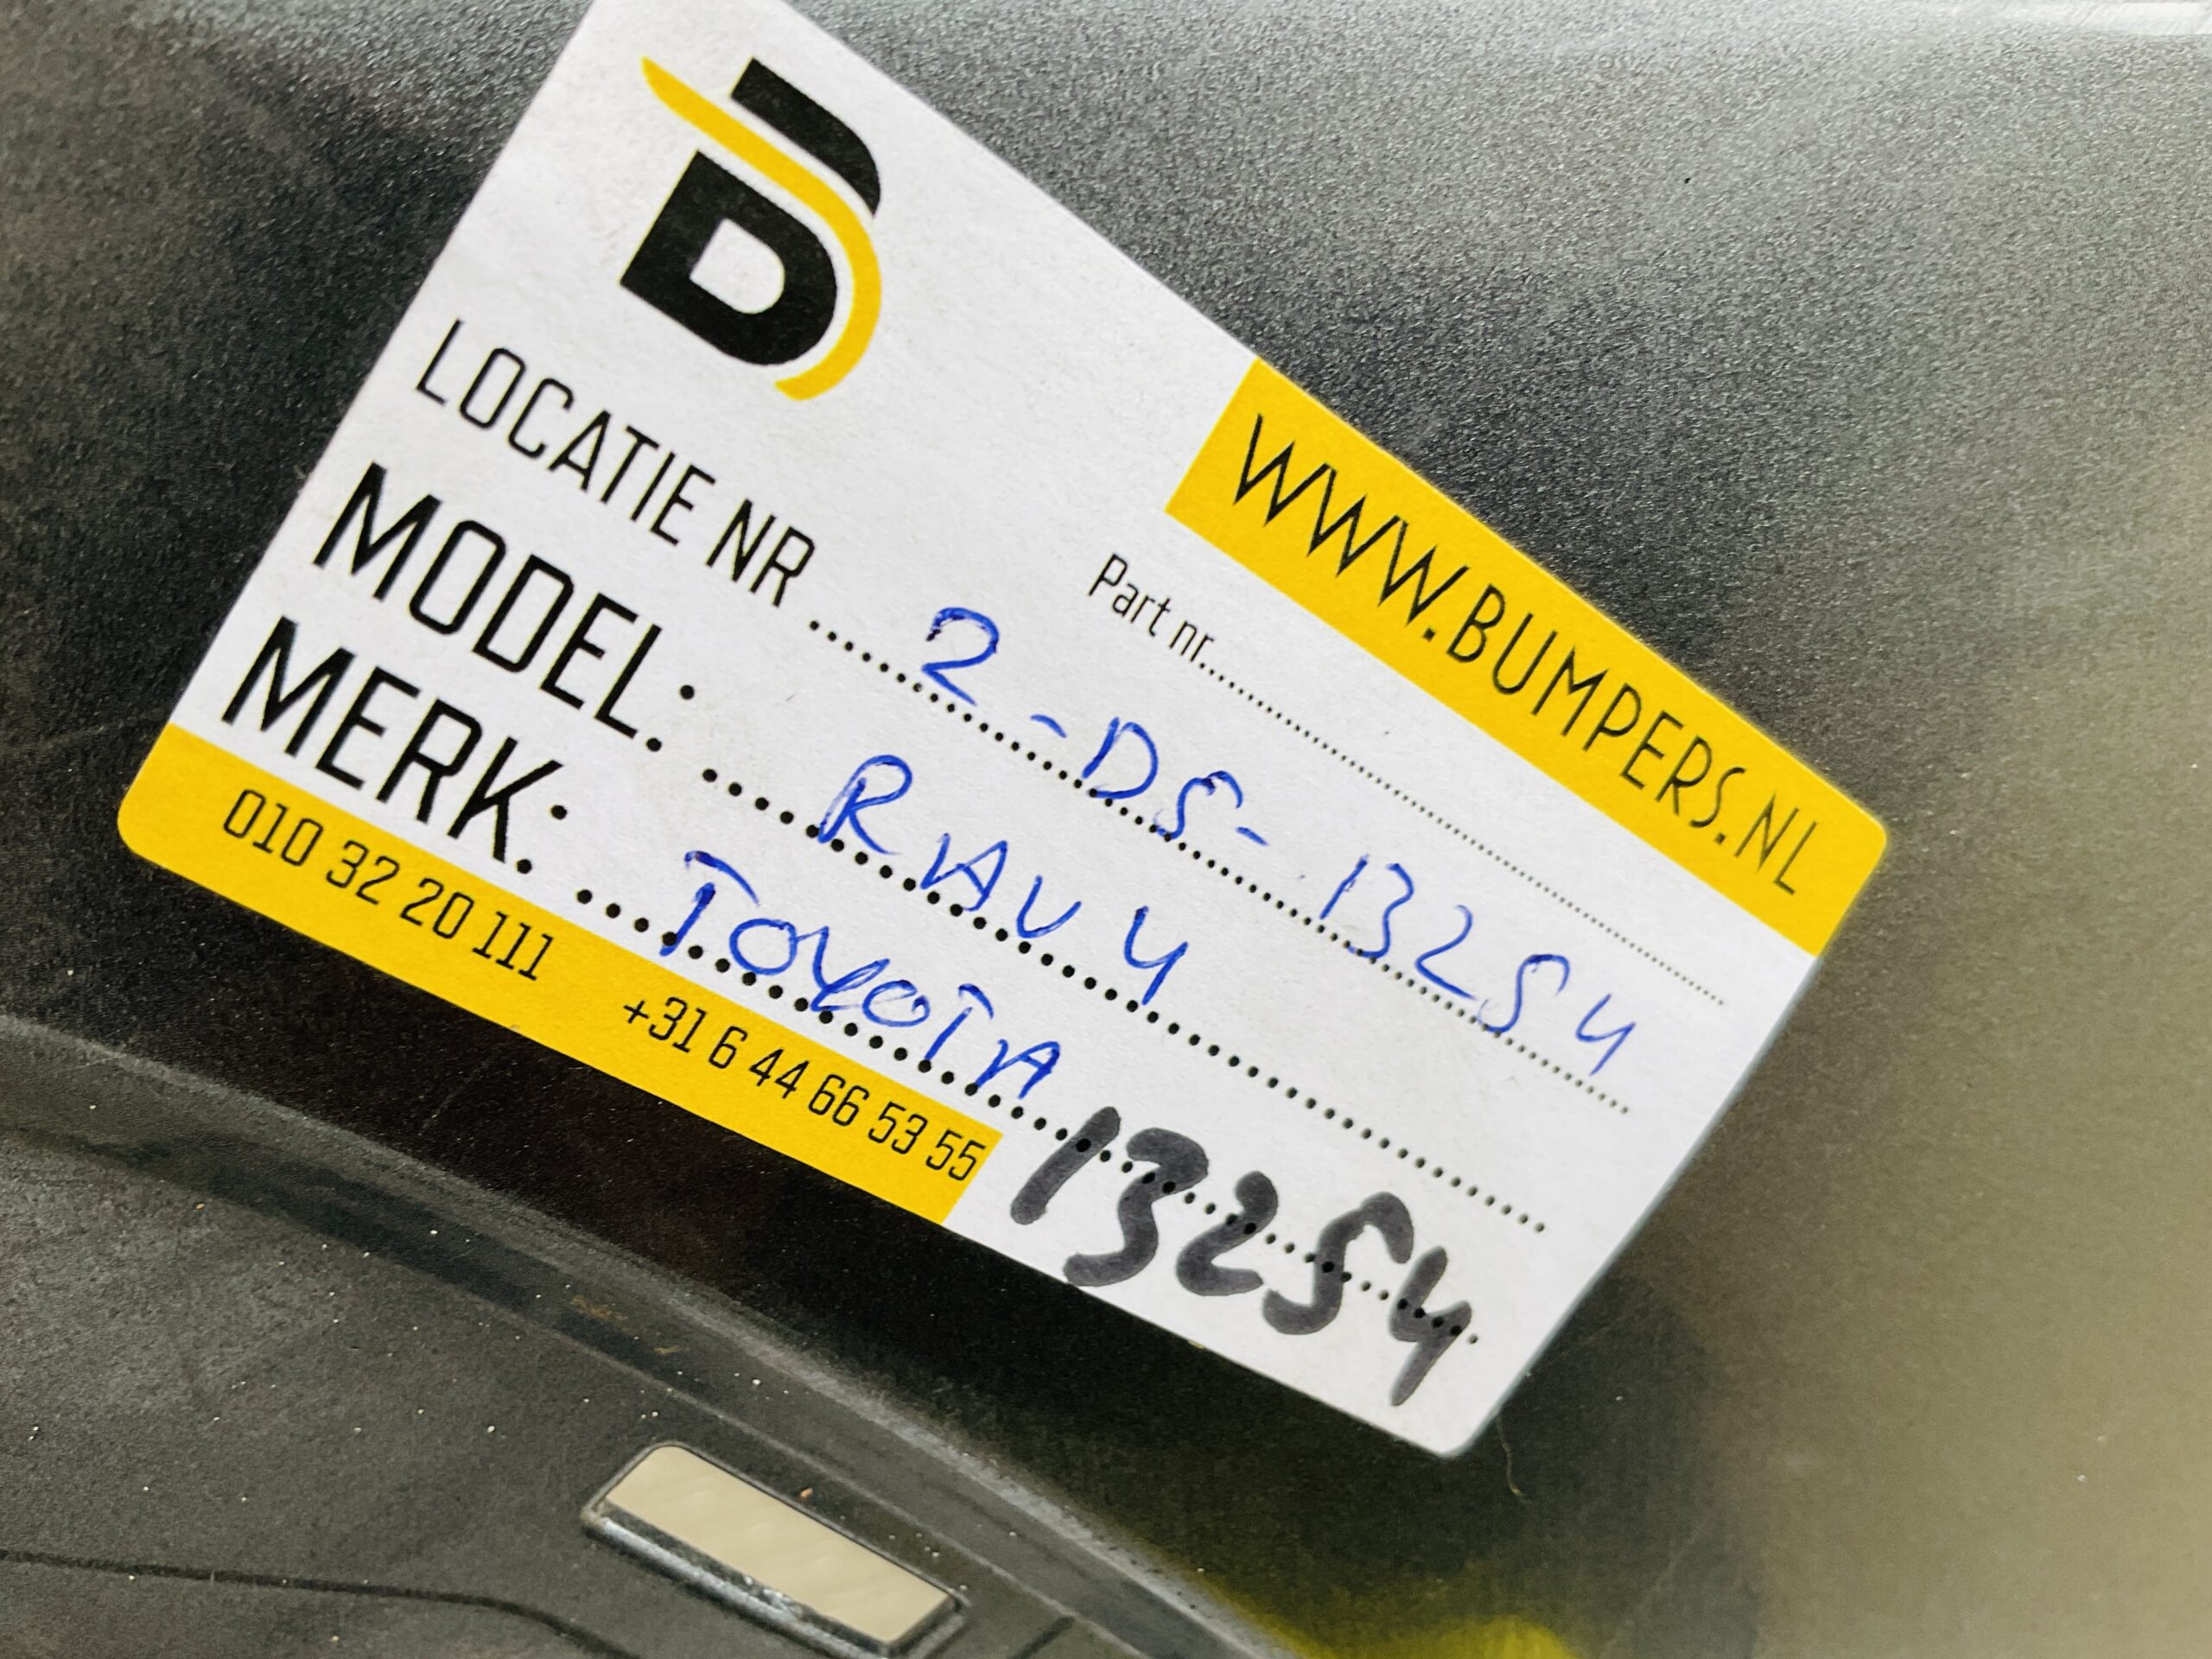 WWW.BUMPERS.NL
Part nr.
LOCATIE NR 2-DS-13254
MODEL: RAV4
MERK: TOYOTA
13254
010 32 20 111 +31 6 44 66 53 55